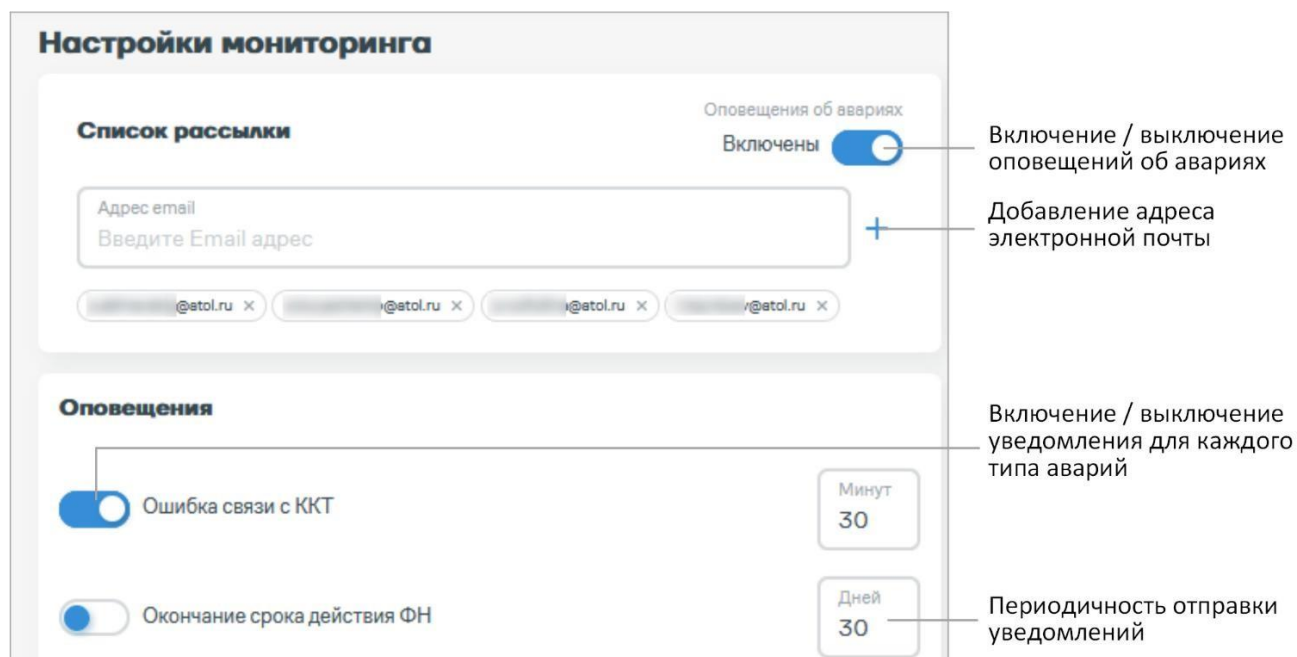 Настройки мониторинга
Список рассылки
Оповещения об авариях
Включены
Включение / выключение
оповещений об авариях
Адрес email
Введите Email адрес
+
Добавление адреса
электронной почты
@atol.ru × @atol.ru × @atol.ru × @atol.ru ×
Оповещения
Включение / выключение
уведомления для каждого
типа аварий
Ошибка связи с ККТ
Минут
30
Окончание срока действия ФН
Дней
30
Периодичность отправки
уведомлений